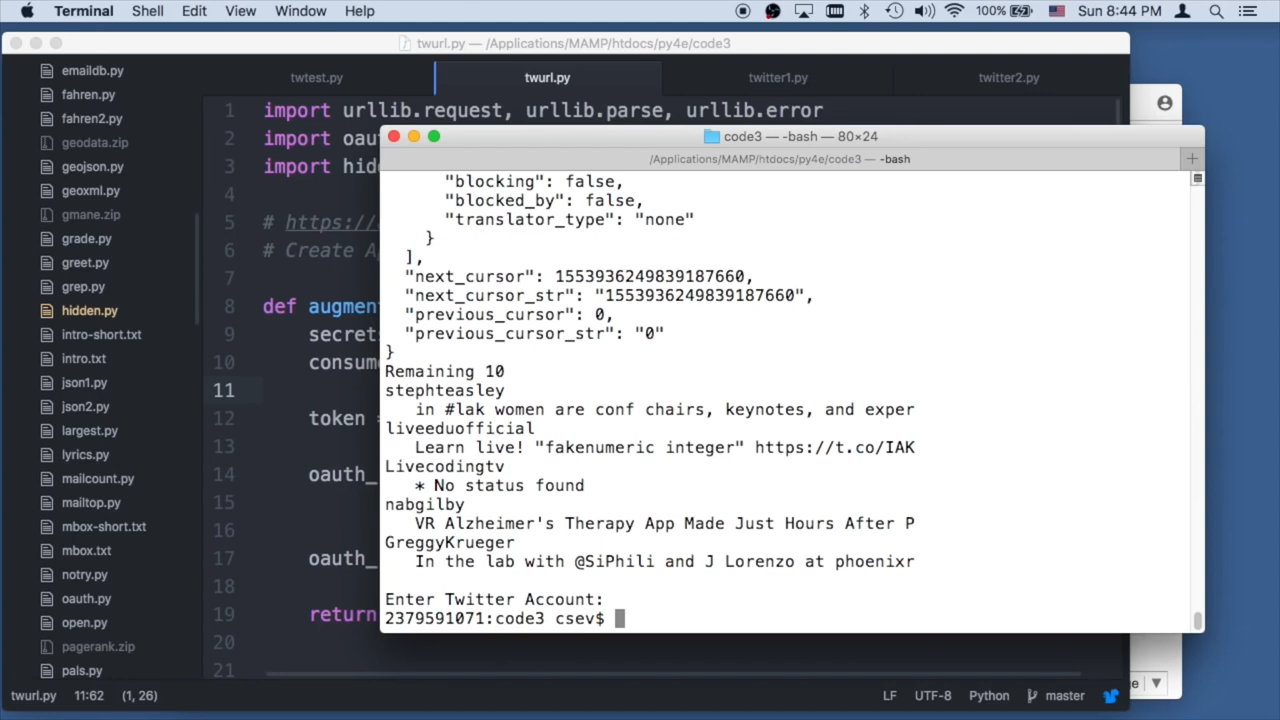 Terminal Shell Edit View Window Help 100% Sun 8:44 PM
twurl.py — /Applications/MAMP/htdocs/py4e/code3
twtest.py twurl.py twitter1.py twitter2.py
emaildb.py
fahren.py
fahren2.py
geodata.zip
geojson.py
geoxml.py
gmane.zip
grade.py
greet.py
grep.py
hidden.py
intro-short.txt
intro.txt
json1.py
json2.py
largest.py
lyrics.py
mailcount.py
mailtop.py
mbox-short.txt
mbox.txt
notry.py
oauth.py
open.py
pagerank.zip
pals.py
1 import urllib.request, urllib.parse, urllib.error
2 import oau
3 import hid
4
5 # https://
6 # Create A
7
8 def augmen
9 secret
10 consum
11
12 token
13
14 oauth_
15
16
17 oauth_
18
19 return
20
21
code3 — -bash — 80×24
/Applications/MAMP/htdocs/py4e/code3 — -bash
"blocking": false,
"blocked_by": false,
"translator_type": "none"
}
],
"next_cursor": 1553936249839187660,
"next_cursor_str": "1553936249839187660",
"previous_cursor": 0,
"previous_cursor_str": "0"
}
Remaining 10
stephteasley
in #lak women are conf chairs, keynotes, and exper
liveeduofficial
Learn live! "fakenumeric integer" https://t.co/IAK
Livecodingtv
* No status found
nabgilby
VR Alzheimer's Therapy App Made Just Hours After P
GreggyKrueger
In the lab with @SiPhili and J Lorenzo at phoenixr
Enter Twitter Account:
2379591071:code3 csev$
twurl.py 11:62 (1, 26) LF UTF-8 Python master